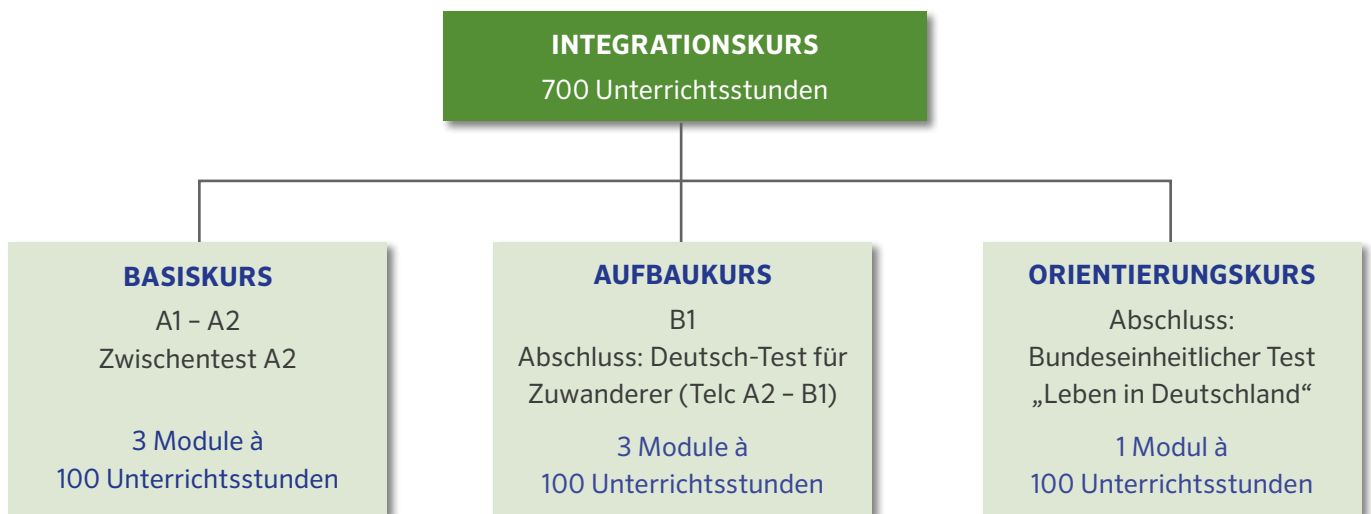 INTEGRATIONSKURS
700 Unterrichtsstunden
BASISKURS
A1 – A2
Zwischentest A2
3 Module à
100 Unterrichtsstunden
AUFBAUKURS
B1
Abschluss: Deutsch-Test für
Zuwanderer (Telc A2 – B1)
3 Module à
100 Unterrichtsstunden
ORIENTIERUNGSKURS
Abschluss:
Bundeseinheitlicher Test
„Leben in Deutschland“
1 Modul à
100 Unterrichtsstunden